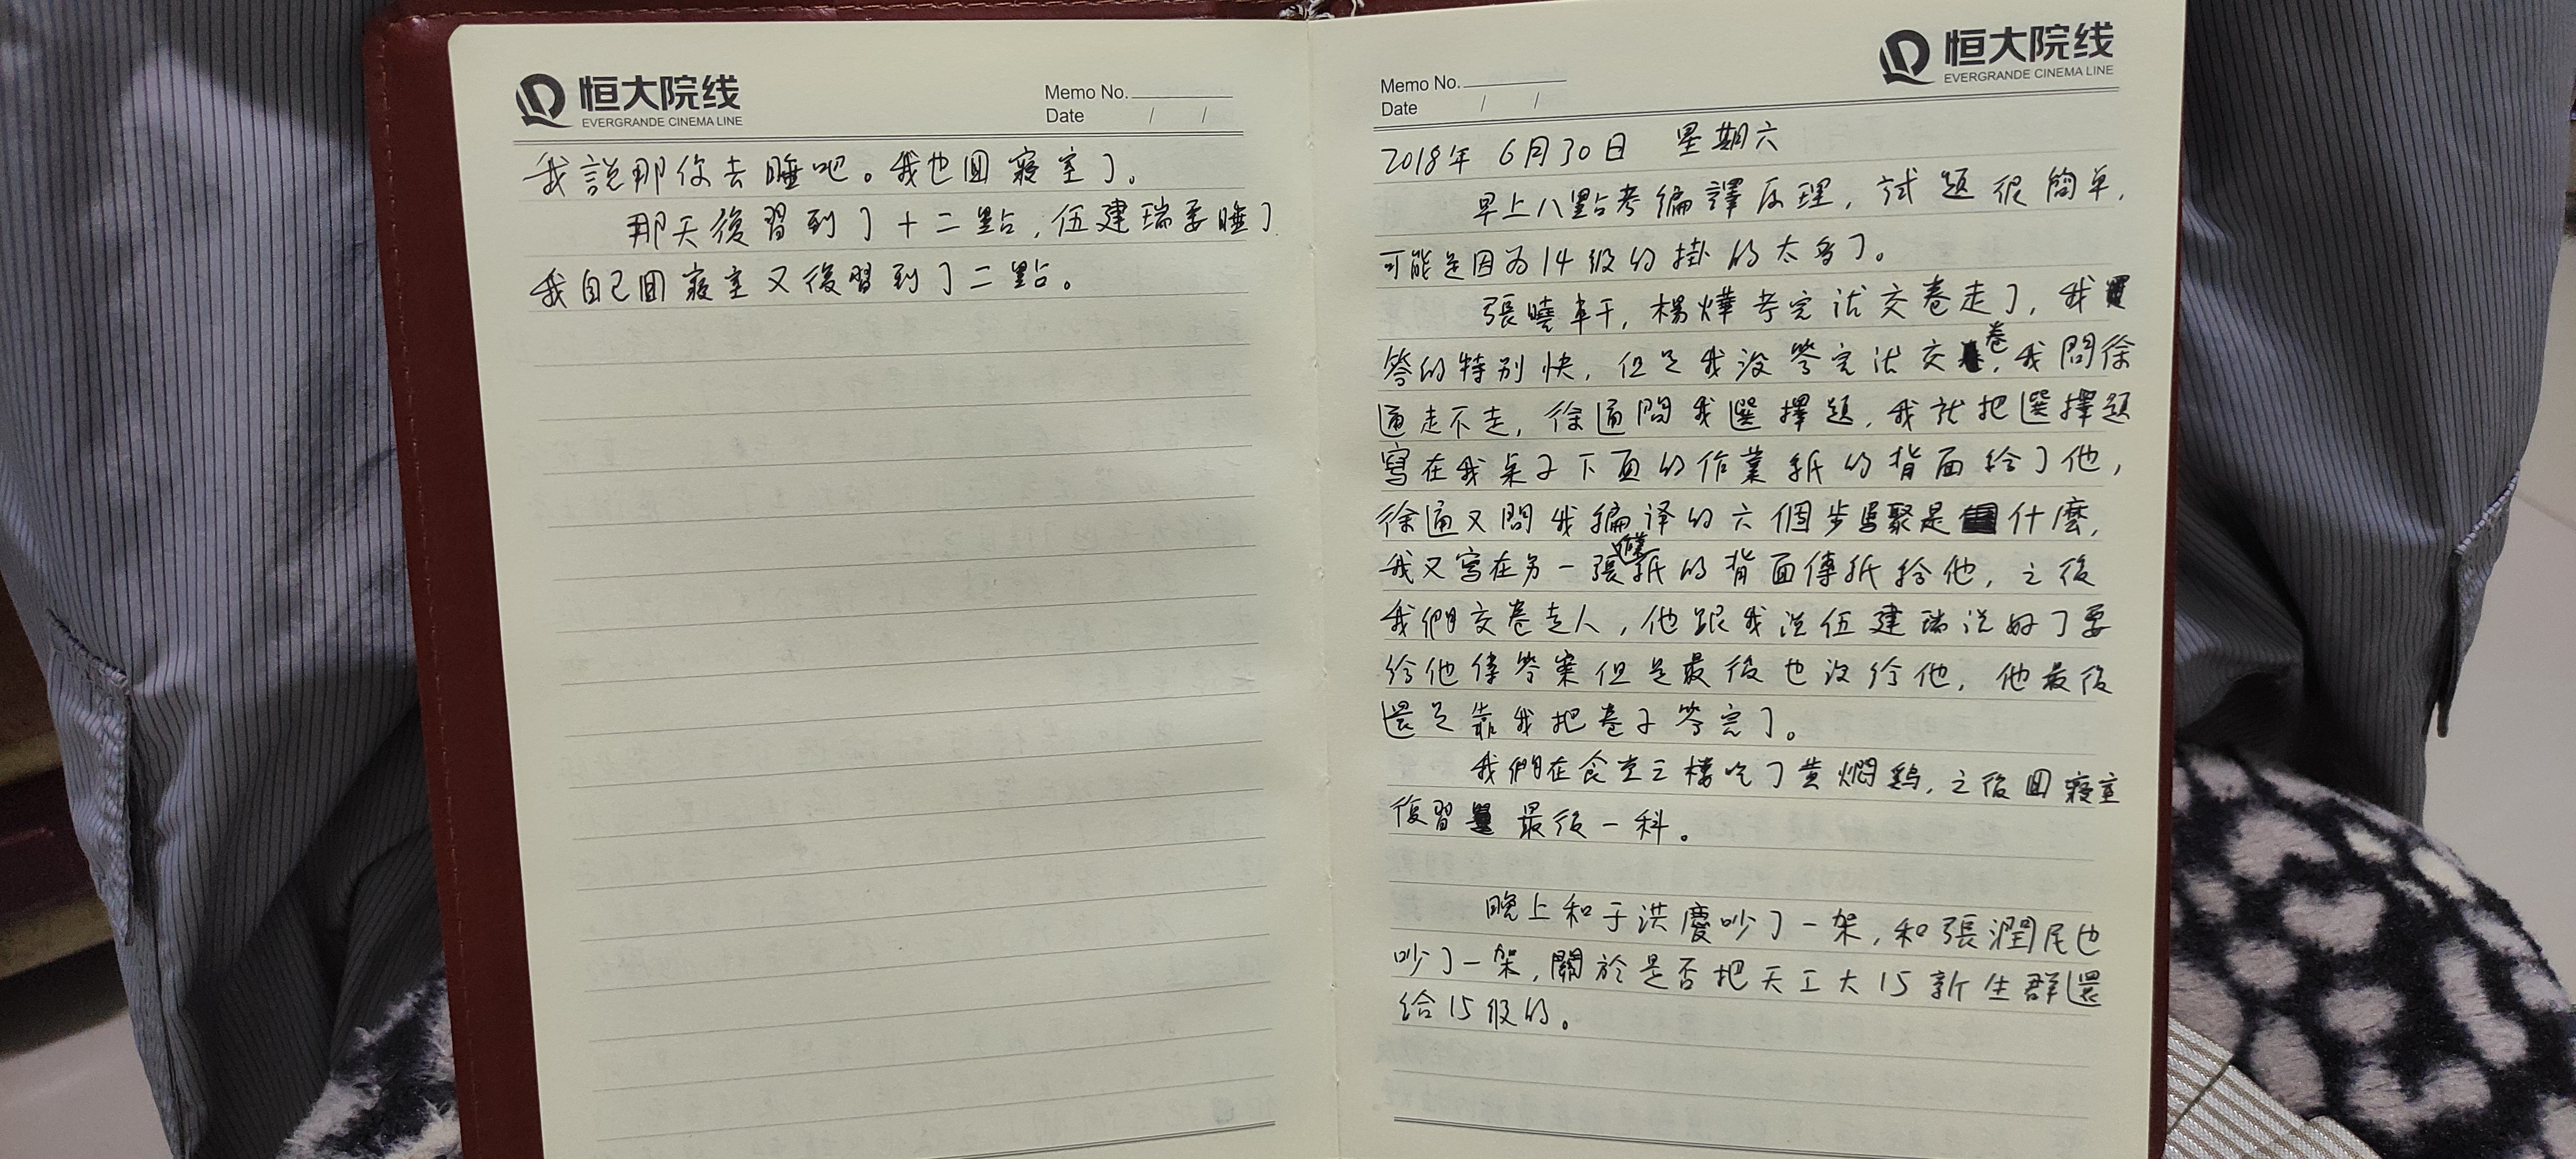 恒大院线
EVERGRANDE CINEMA LINE
Memo No.
Date / /
我說那你去睡吧。我也回寢室了。
那天復習到了十二點,伍建瑞要睡了
我自己回寢室又復習到了二點。
恒大院线
EVERGRANDE CINEMA LINE
Memo No.
Date / /
2018年 6月30日 星期六
早上八點考編譯原理,試題很簡單,
可能是因为14级的掛的太多了。
張曉軒,楊燁考完試交卷走了,我
答的特别快,但是我沒答完沒交卷,我問徐
通走不走,徐通問我選擇題,我就把選擇題
寫在我桌子下面的作業紙的背面給了他,
徐通又問我編译的六個步驟是什麼,
我又寫在另一張紙的背面傳紙給他,之後
我們交卷走人,他跟我说伍建瑞说好了要
给他傳答案但是最後也沒给他,他最後
還是靠我把卷子答完了。
我們在食堂三樓吃了黄焖鷄,之後回寢室
復習最後一科。
晚上和于洪慶吵了一架,和張潤尾也
吵了一架,關於是否把天工大15新生群還
给15级的。